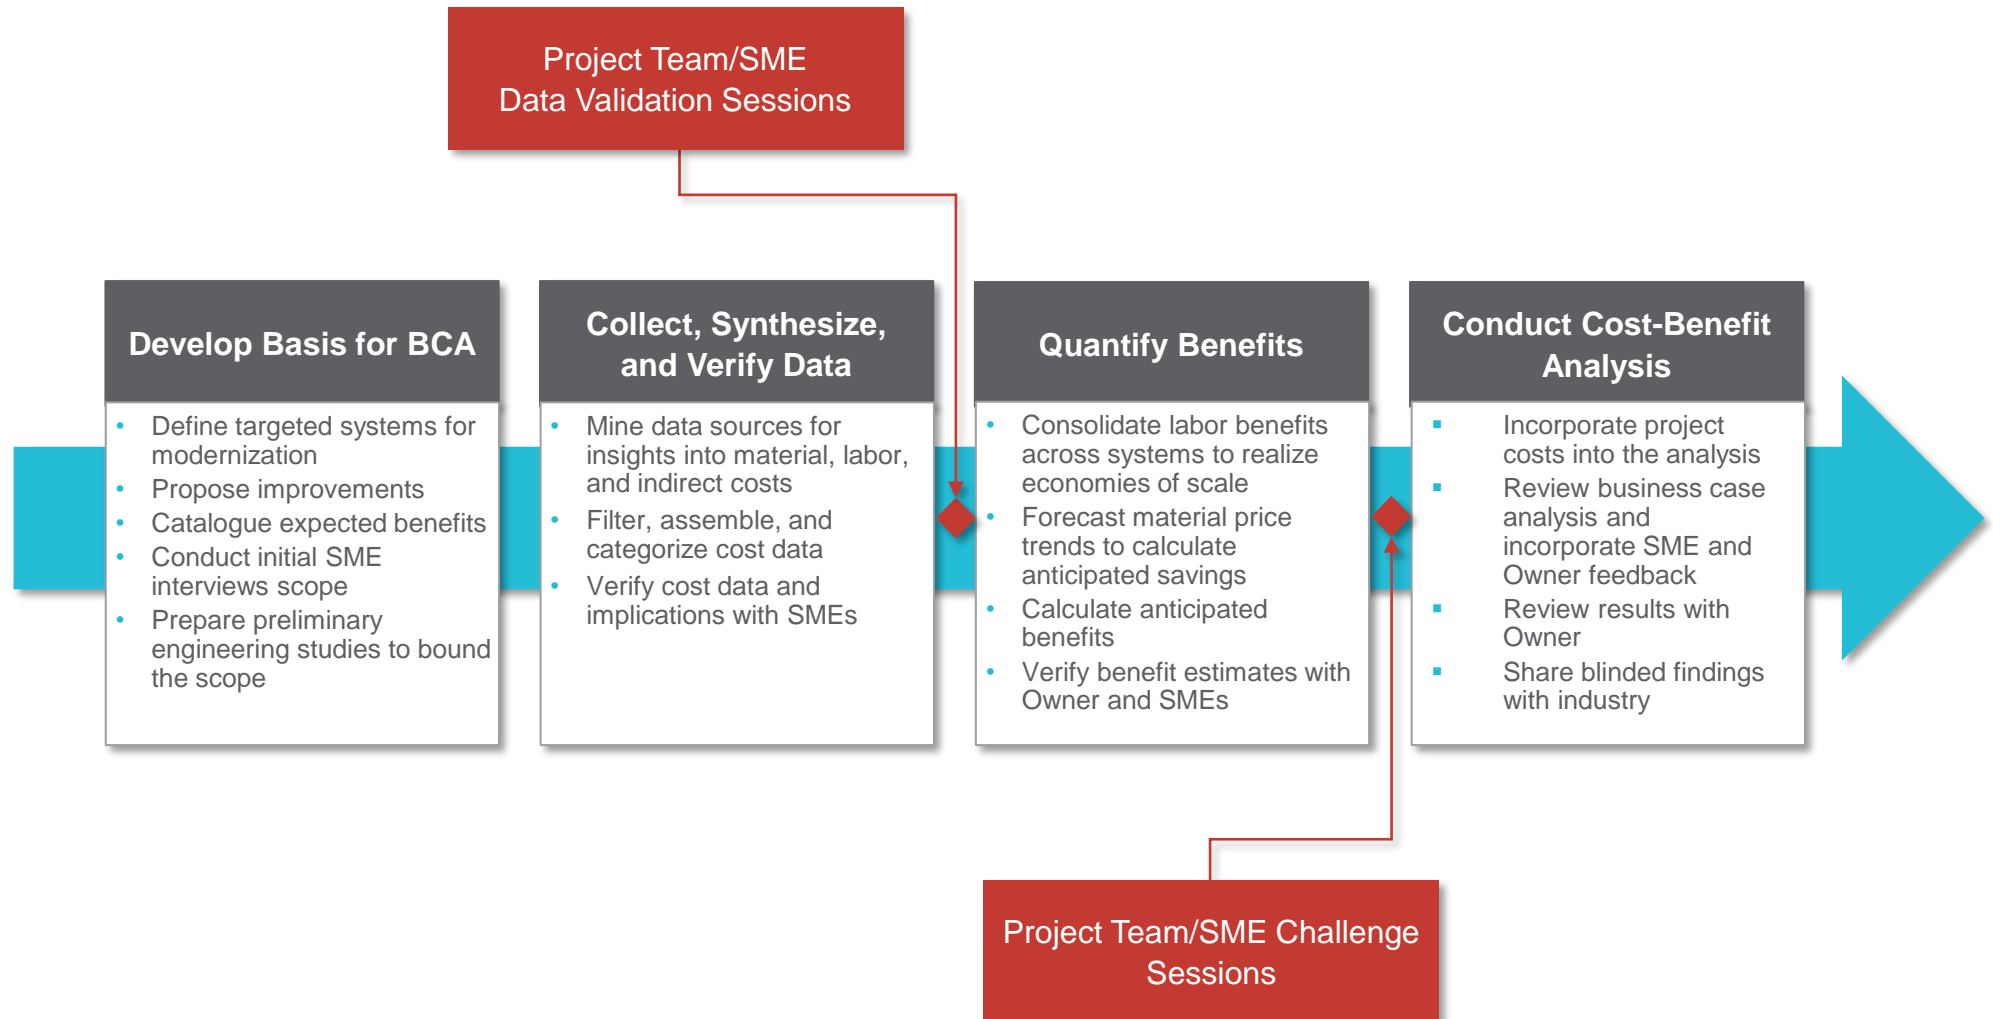 Project Team/SME
Data Validation Sessions
Develop Basis for BCA
• Define targeted systems for
modernization
• Propose improvements
• Catalogue expected benefits
• Conduct initial SME
interviews scope
• Prepare preliminary
engineering studies to bound
the scope
Collect, Synthesize,
and Verify Data
• Mine data sources for
insights into material, labor,
and indirect costs
• Filter, assemble, and
categorize cost data
• Verify cost data and
implications with SMEs
Quantify Benefits
• Consolidate labor benefits
across systems to realize
economies of scale
• Forecast material price
trends to calculate
anticipated savings
• Calculate anticipated
benefits
• Verify benefit estimates with
Owner and SMEs
Conduct Cost-Benefit
Analysis
▪ Incorporate project
costs into the analysis
▪ Review business case
analysis and
incorporate SME and
Owner feedback
▪ Review results with
Owner
▪ Share blinded findings
with industry
Project Team/SME Challenge
Sessions